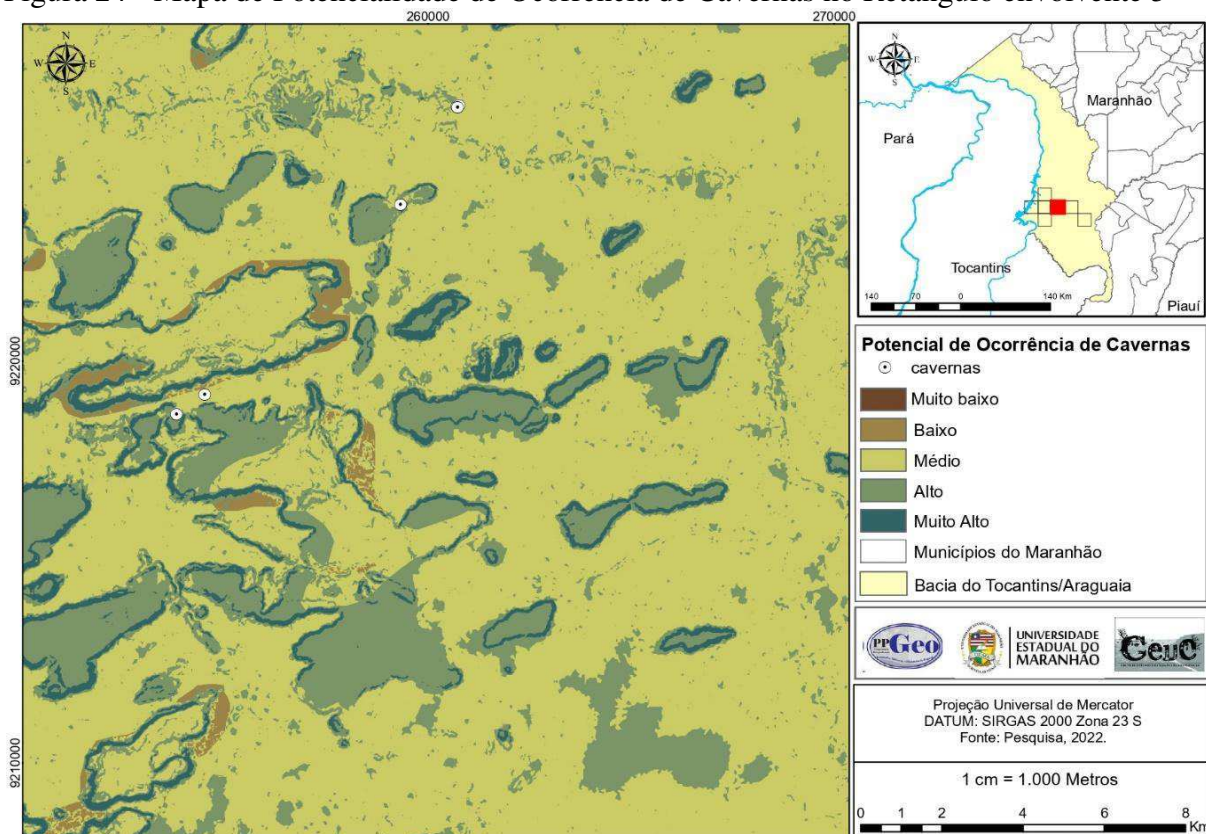 Figura 24 - Mapa de Potencialidade de Ocorrência de Cavernas no Retângulo envolvente 3
260000
270000
N
W
E
S
9220000
9210000
N
W
E
S
Maranhão
Pará
Tocantins
Piauí
140 70 0 140 Km
Potencial de Ocorrência de Cavernas
cavernas
Muito baixo
Baixo
Médio
Alto
Muito Alto
Municípios do Maranhão
Bacia do Tocantins/Araguaia
PPGeo
UNIVERSIDADE
ESTADUAL DO
MARANHÃO
Projeção Universal de Mercator
DATUM: SIRGAS 2000 Zona 23 S
Fonte: Pesquisa, 2022.
1 cm = 1.000 Metros
0 1 2 4 6 8
Km